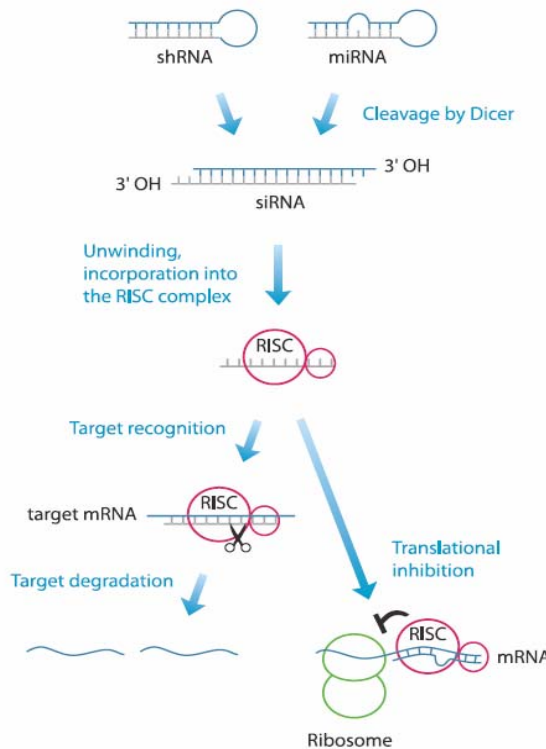 shRNA
miRNA
Cleavage by Dicer
3' OH
3' OH
siRNA
Unwinding,
incorporation into
the RISC complex
RISC
Target recognition
RISC
target mRNA
Target degradation
Translational
inhibition
RISC
mRNA
Ribosome